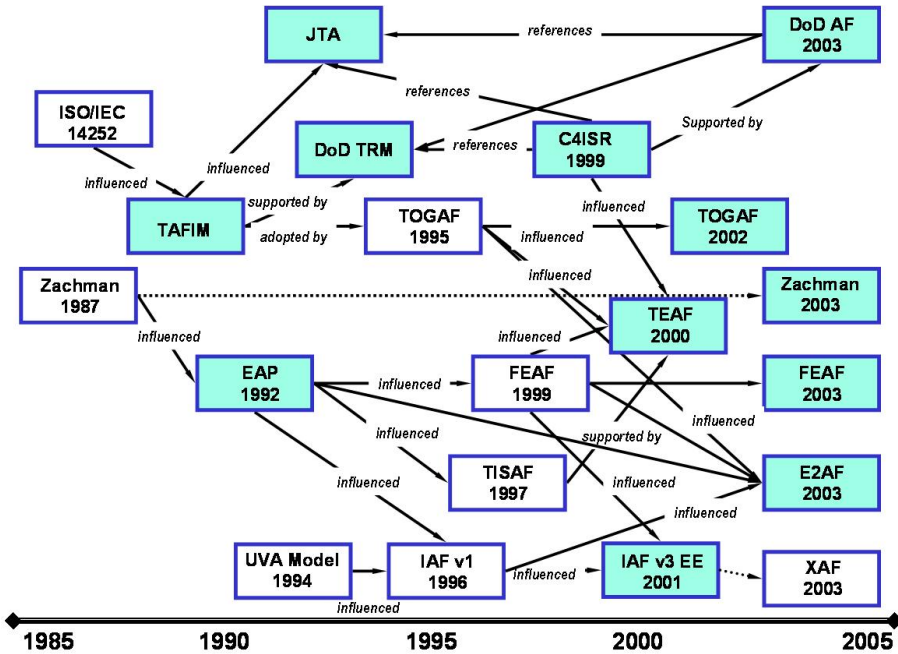 JTA
references
DoD AF
2003
ISO/IEC
14252
references
Supported by
DoD TRM
references
C4ISR
1999
influenced
influenced
supported by
influenced
TAFIM
adopted by
TOGAF
1995
influenced
TOGAF
2002
Zachman
1987
influenced
Zachman
2003
TEAF
2000
influenced
influenced
EAP
1992
influenced
FEAF
1999
FEAF
2003
influenced
influenced
supported by
TISAF
1997
E2AF
2003
influenced
influenced
influenced
UVA Model
1994
IAF v1
1996
influenced
IAF v3 EE
2001
XAF
2003
influenced
1985
1990
1995
2000
2005